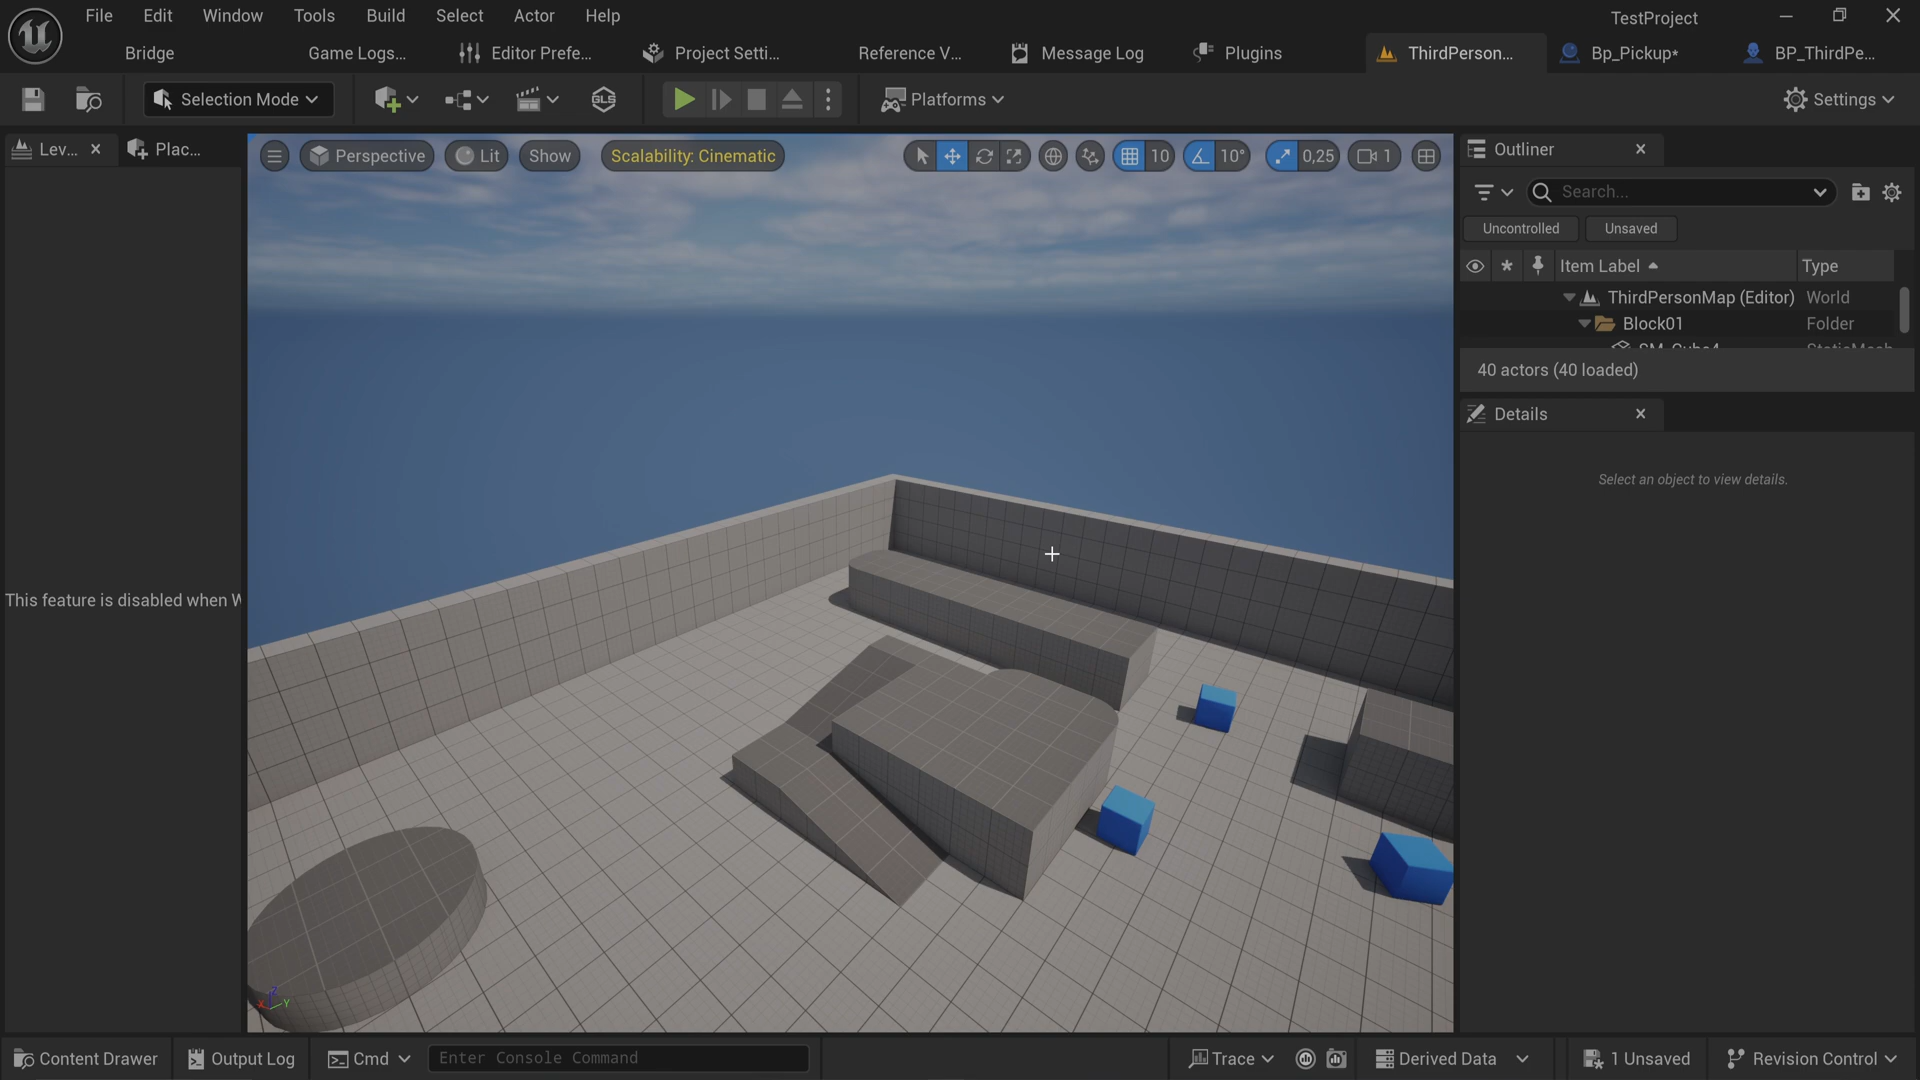 File Edit Window Tools Build Select Actor Help
TestProject
Bridge Game Logs... Editor Prefe... Project Setti... Reference V... Message Log Plugins ThirdPerson... Bp_Pickup* BP_ThirdPe...
Selection Mode GLS Platforms Settings
Lev... Plac...
Perspective Lit Show Scalability: Cinematic 10 10° 0,25 1
Outliner
Search...
Uncontrolled Unsaved
Item Label Type
ThirdPersonMap (Editor) World
Block01 Folder
SM_Cube4 StaticMesh
40 actors (40 loaded)
Details
Select an object to view details.
This feature is disabled when W
X Z Y
Content Drawer Output Log Cmd Enter Console Command Trace Derived Data 1 Unsaved Revision Control